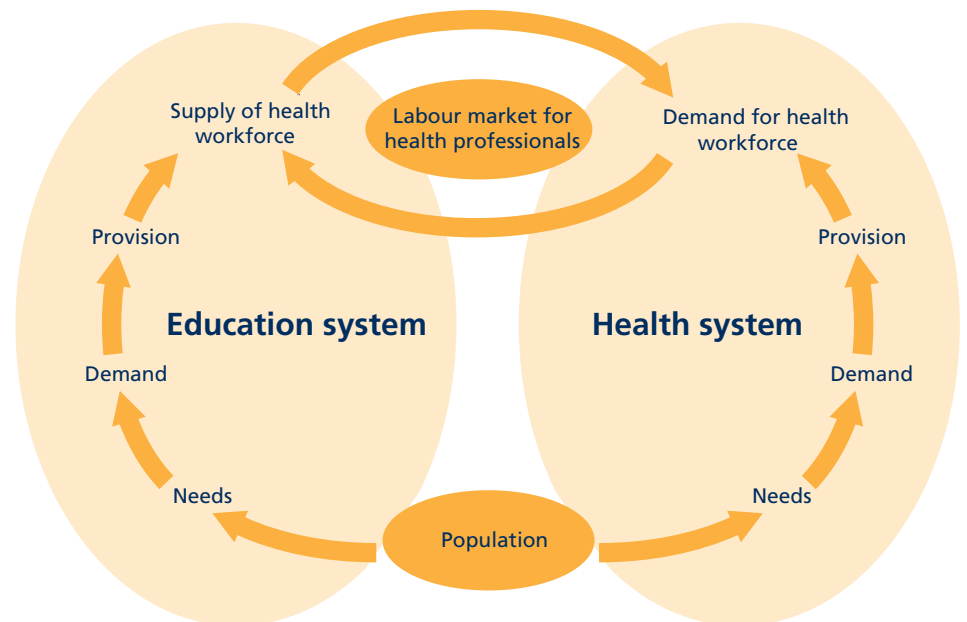 Supply of health
workforce
Labour market for
health professionals
Demand for health
workforce
Provision
Provision
Education system
Health system
Demand
Demand
Needs
Needs
Population